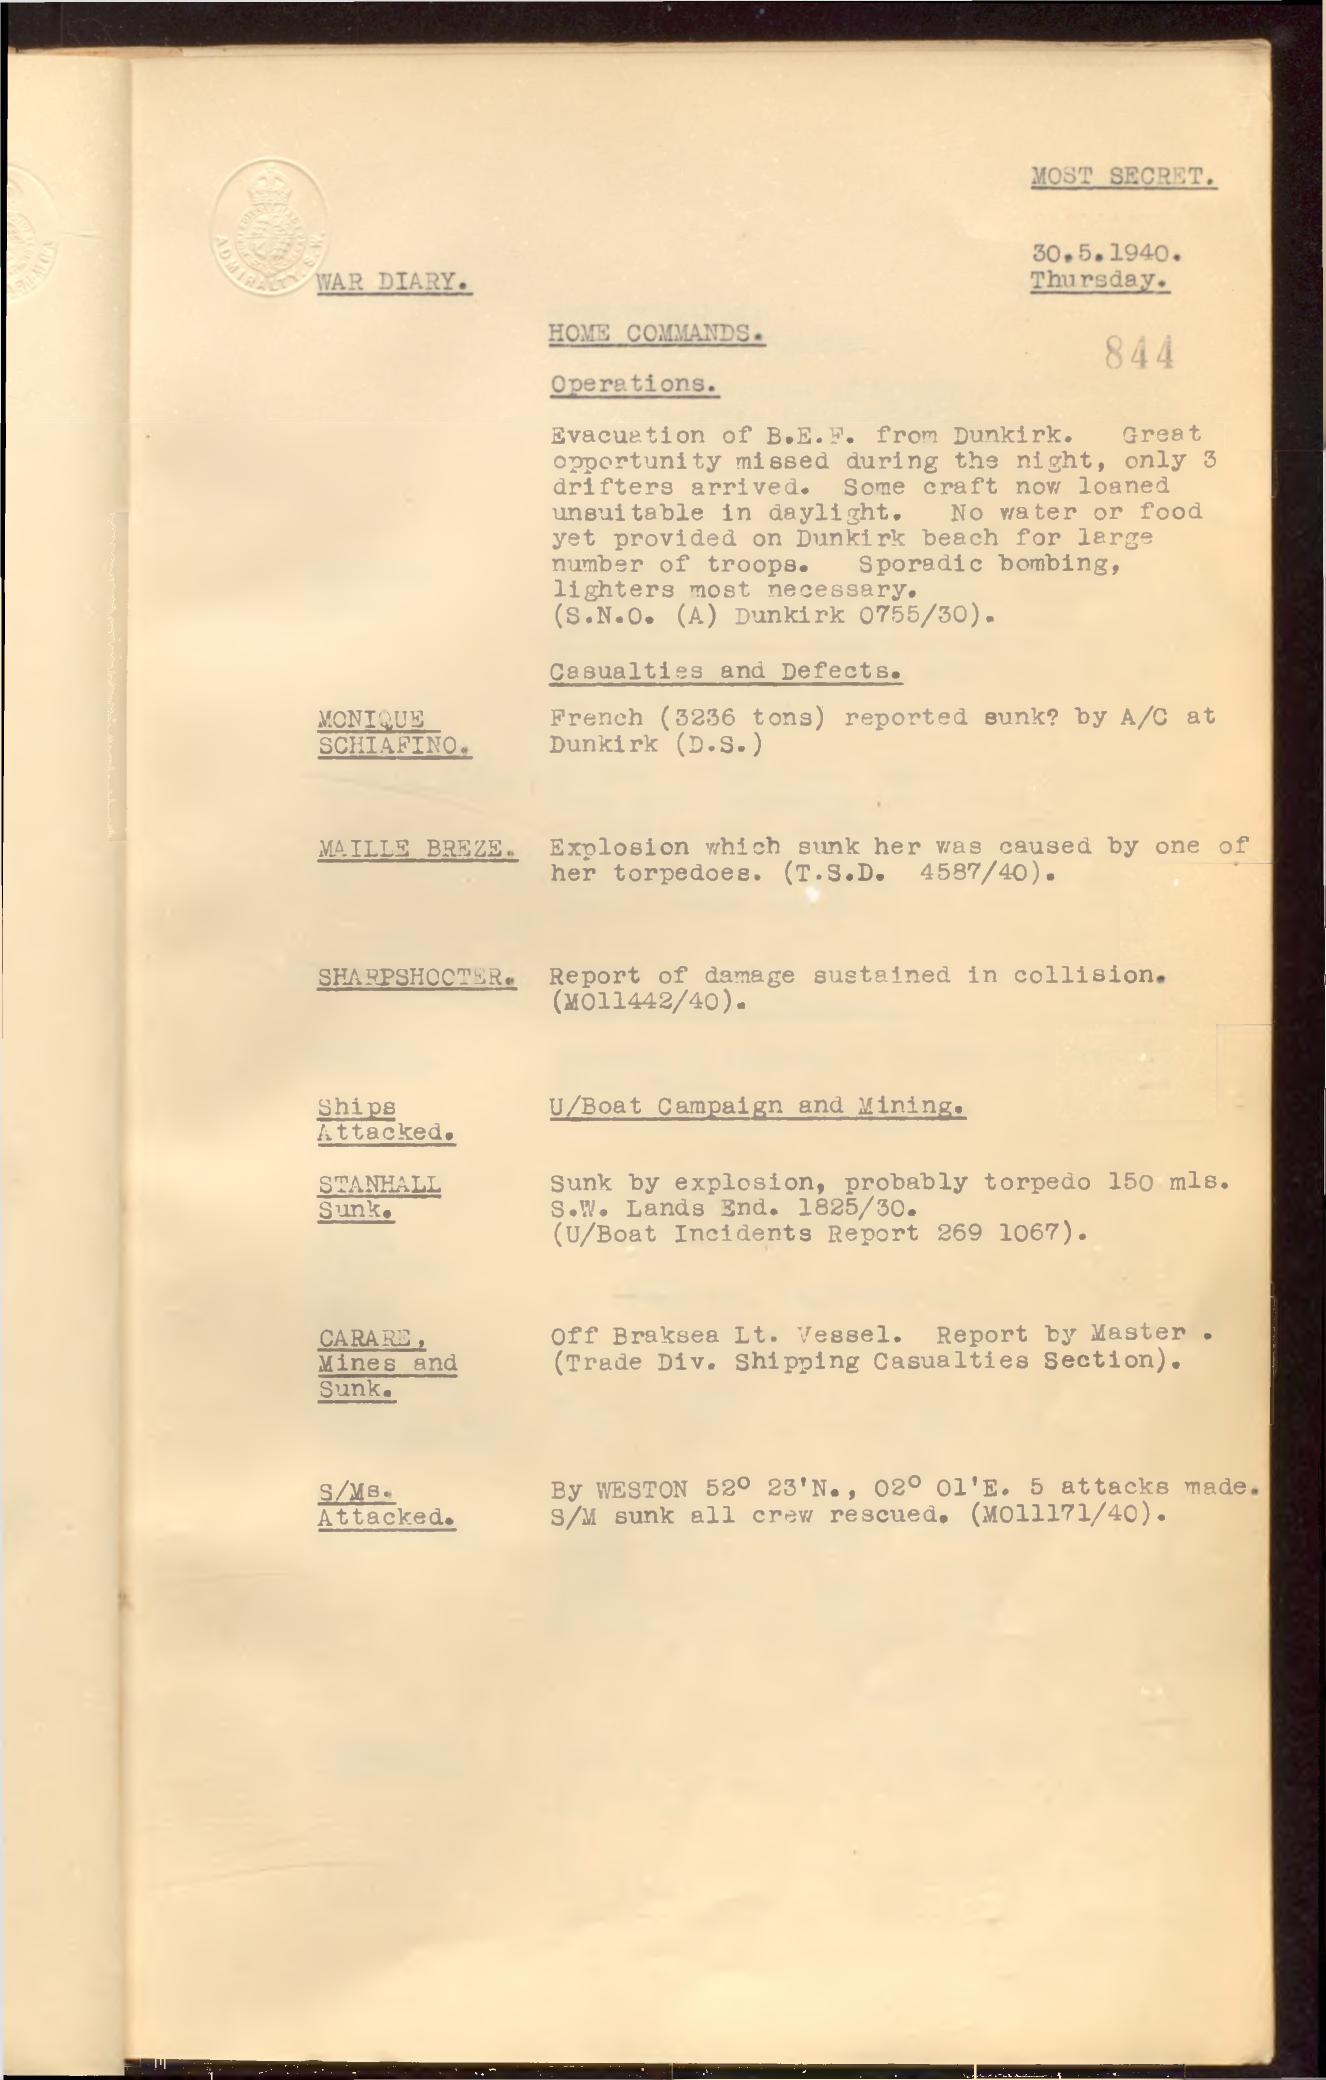 MOST SECRET.
ADMIRALTY. S.W.
30.5.1940.
WAR DIARY.
Thursday.
HOME COMMANDS.
844
Operations.
Evacuation of B.E.F. from Dunkirk. Great
opportunity missed during the night, only 3
drifters arrived. Some craft now loaned
unsuitable in daylight. No water or food
yet provided on Dunkirk beach for large
number of troops. Sporadic bombing,
lighters most necessary.
(S.N.O. (A) Dunkirk 0755/30).
Casualties and Defects.
MONIQUE
SCHIAFINO.
French (3236 tons) reported sunk? by A/C at
Dunkirk (D.S.)
MAILLE BREZE.
Explosion which sunk her was caused by one of
her torpedoes. (T.S.D. 4587/40).
SHARPSHOOTER.
Report of damage sustained in collision.
(M011442/40).
Ships
Attacked.
U/Boat Campaign and Mining.
STANHALL
Sunk.
Sunk by explosion, probably torpedo 150 mls.
S.W. Lands End. 1825/30.
(U/Boat Incidents Report 269 1067).
CARARE,
Mines and
Sunk.
Off Braksea Lt. Vessel. Report by Master .
(Trade Div. Shipping Casualties Section).
S/Ms.
Attacked.
By WESTON 52° 23'N., 02° 01'E. 5 attacks made.
S/M sunk all crew rescued. (M011171/40).